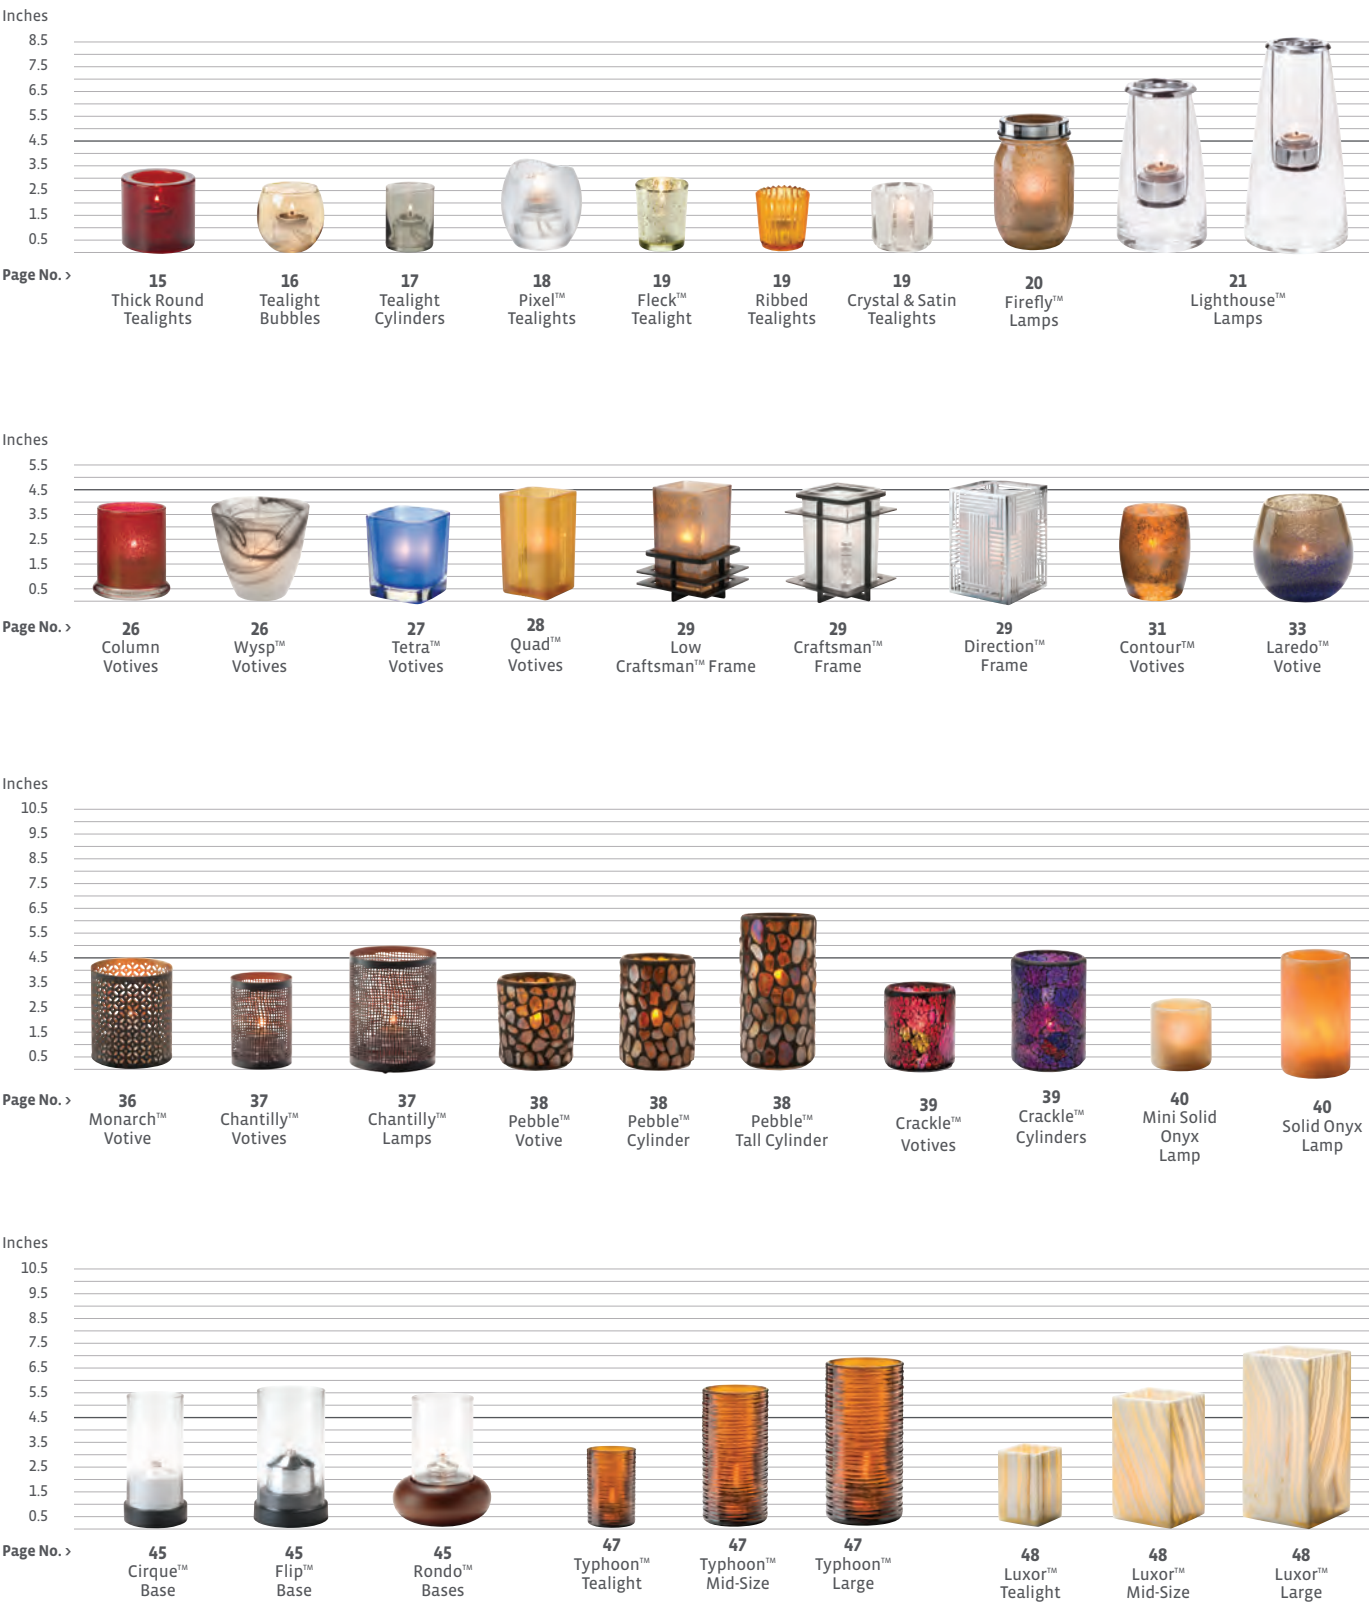 Inches
8.5
7.5
6.5
5.5
4.5
3.5
2.5
1.5
0.5
Page No. >
15
Thick Round
Tealights
16
Tealight
Bubbles
17
Tealight
Cylinders
18
Pixel™
Tealights
19
Fleck™
Tealight
19
Ribbed
Tealights
19
Crystal & Satin
Tealights
20
Firefly™
Lamps
21
Lighthouse™
Lamps
Inches
5.5
4.5
3.5
2.5
1.5
0.5
Page No. >
26
Column
Votives
26
Wysp™
Votives
27
Tetra™
Votives
28
Quad™
Votives
29
Low
Craftsman™ Frame
29
Craftsman™
Frame
29
Direction™
Frame
31
Contour™
Votives
33
Laredo™
Votive
Inches
10.5
9.5
8.5
7.5
6.5
5.5
4.5
3.5
2.5
1.5
0.5
Page No. >
36
Monarch™
Votive
37
Chantilly™
Votives
37
Chantilly™
Lamps
38
Pebble™
Votive
38
Pebble™
Cylinder
38
Pebble™
Tall Cylinder
39
Crackle™
Votives
39
Crackle™
Cylinders
40
Mini Solid
Onyx
Lamp
40
Solid Onyx
Lamp
Inches
10.5
9.5
8.5
7.5
6.5
5.5
4.5
3.5
2.5
1.5
0.5
Page No. >
45
Cirque™
Base
45
Flip™
Base
45
Rondo™
Bases
47
Typhoon™
Tealight
47
Typhoon™
Mid-Size
47
Typhoon™
Large
48
Luxor™
Tealight
48
Luxor™
Mid-Size
48
Luxor™
Large